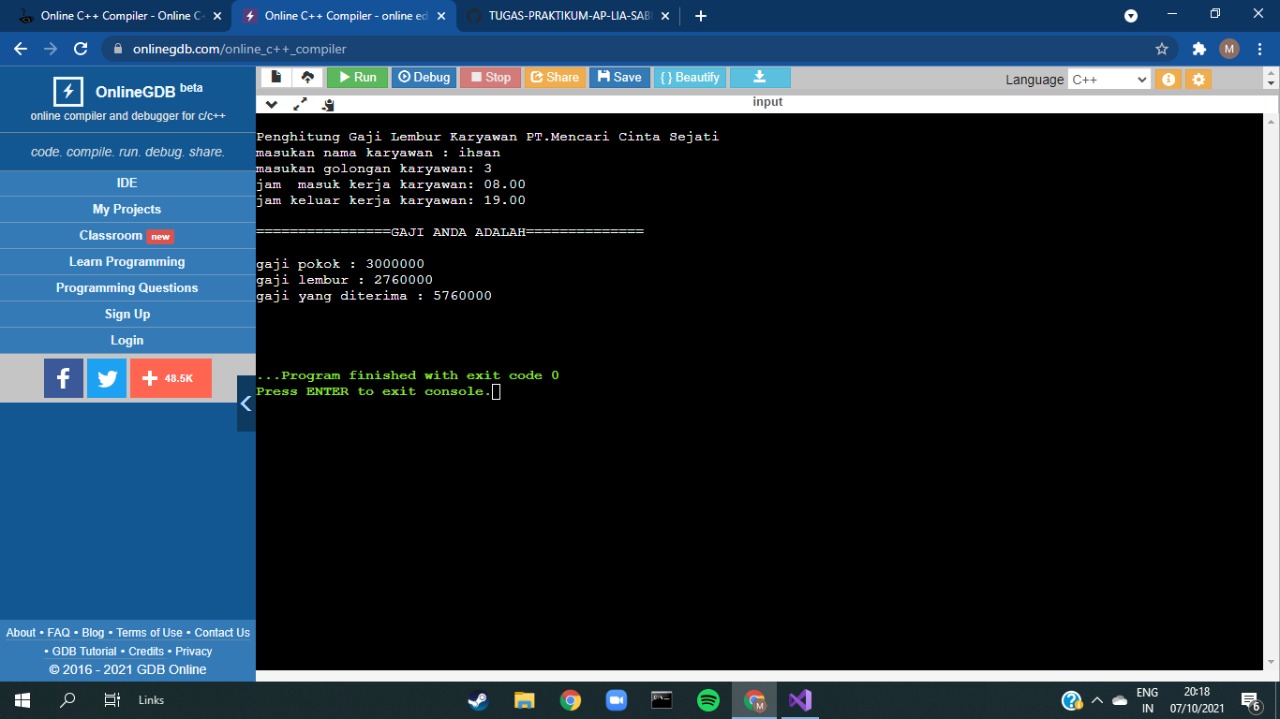 Online C++ Compiler - Online C
Online C++ Compiler - online ed
TUGAS-PRAKTIKUM-AP-LIA-SAB
onlinegdb.com/online_c++_compiler
M
OnlineGDB beta
online compiler and debugger for c/c++
code. compile. run. debug. share.
IDE
My Projects
Classroom new
Learn Programming
Programming Questions
Sign Up
Login
48.5K
About • FAQ • Blog • Terms of Use • Contact Us
• GDB Tutorial • Credits • Privacy
© 2016 - 2021 GDB Online
Run Debug Stop Share Save {} Beautify
Language C++
input
Penghitung Gaji Lembur Karyawan PT.Mencari Cinta Sejati
masukan nama karyawan : ihsan
masukan golongan karyawan: 3
jam  masuk kerja karyawan: 08.00
jam keluar kerja karyawan: 19.00
================GAJI ANDA ADALAH==============
gaji pokok : 3000000
gaji lembur : 2760000
gaji yang diterima : 5760000
...Program finished with exit code 0
Press ENTER to exit console.
Links
M
ENG
IN
20:18
07/10/2021
6